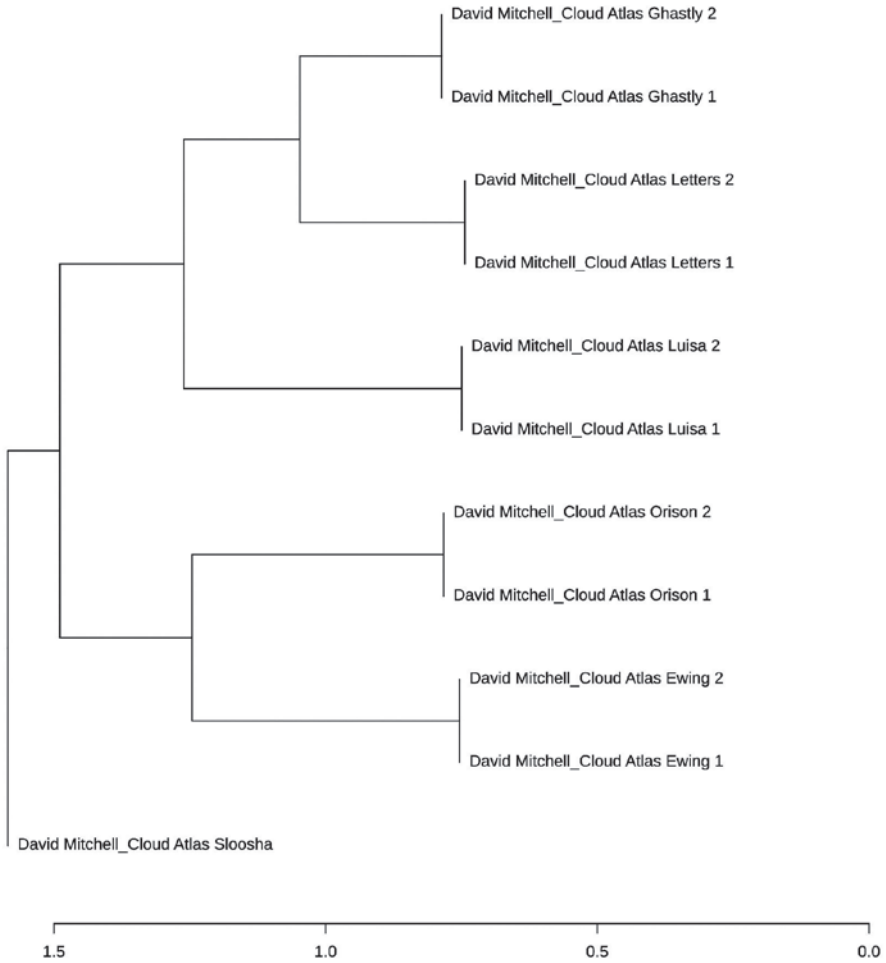 David Mitchell_Cloud Atlas Ghastly 2
David Mitchell_Cloud Atlas Ghastly 1
David Mitchell_Cloud Atlas Letters 2
David Mitchell_Cloud Atlas Letters 1
David Mitchell_Cloud Atlas Luisa 2
David Mitchell_Cloud Atlas Luisa 1
David Mitchell_Cloud Atlas Orison 2
David Mitchell_Cloud Atlas Orison 1
David Mitchell_Cloud Atlas Ewing 2
David Mitchell_Cloud Atlas Ewing 1
David Mitchell_Cloud Atlas Sloosha
1.5 1.0 0.5 0.0